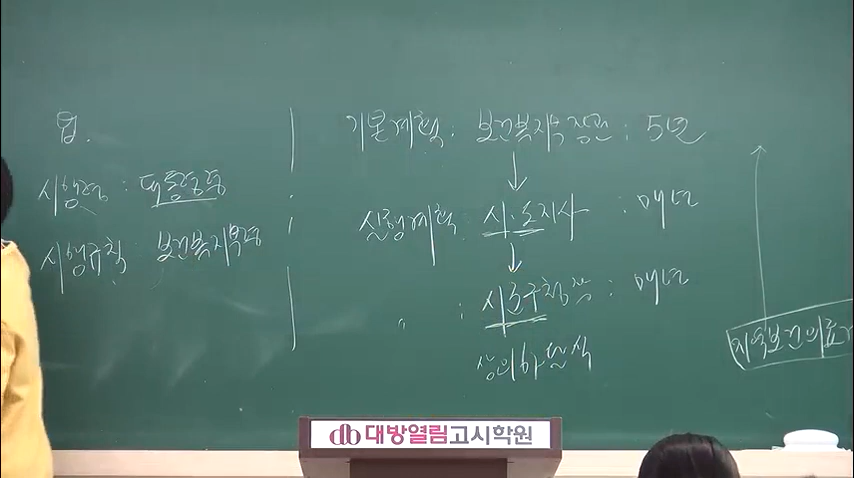 법.
시행령 : 대통령령
시행규칙 : 보건복지부령
기본계획 : 보건복지부장관 : 5년
실행계획 : 시·도지사 : 매년
〃 : 시군구청장 : 매년
상의하달식
지역보건의료
대방열림고시학원